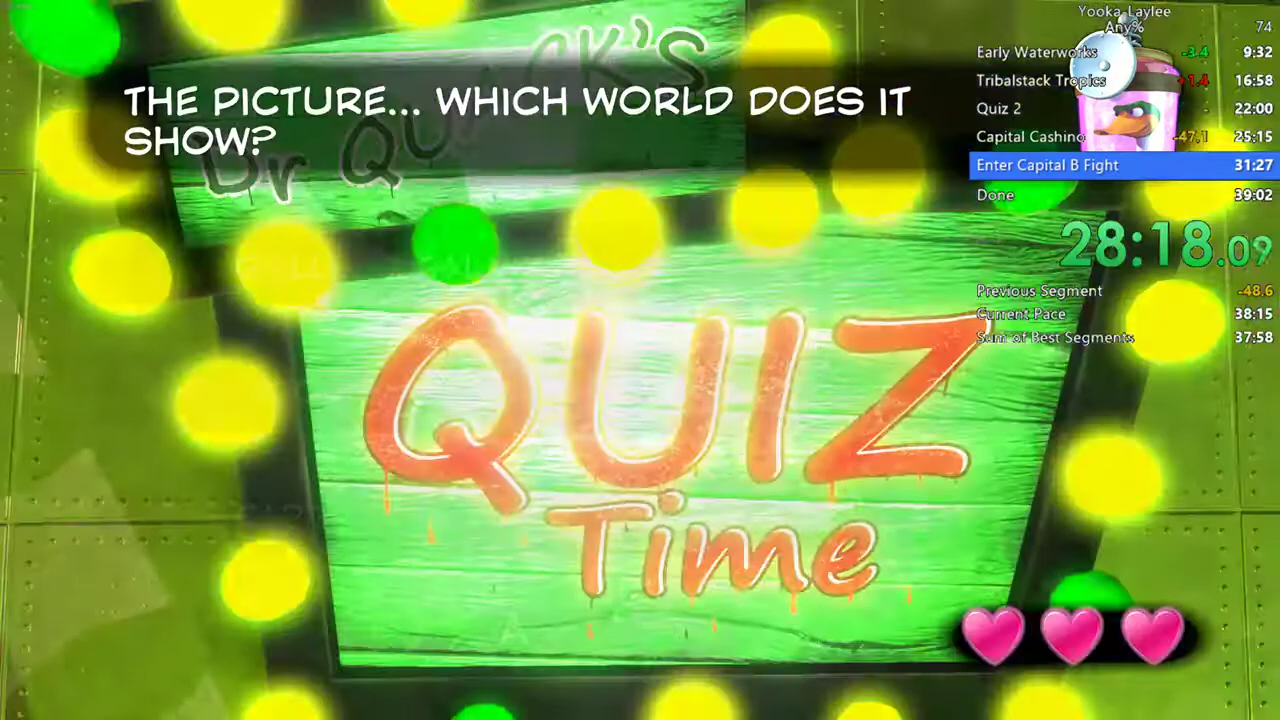 THE PICTURE... WHICH WORLD DOES IT
SHOW?
Dr QUACK'S
QUIZ
Time
Yooka-Laylee
Any% 74
Early Waterworks -3.4 9:32
Tribalstack Tropics +1.4 16:58
Quiz 2 22:00
Capital Cashino -47.1 25:15
Enter Capital B Fight 31:27
Done 39:02
28:18.09
Previous Segment -48.6
Current Pace 38:15
Sum of Best Segments 37:58